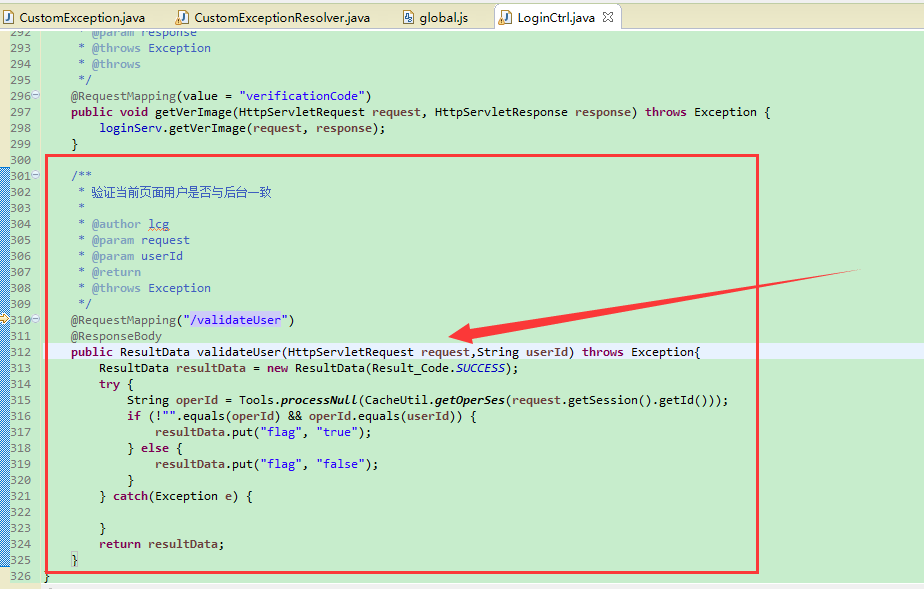 CustomException.java CustomExceptionResolver.java global.js LoginCtrl.java
292 * @param response
293 * @throws Exception
294 * @throws
295 */
296 @RequestMapping(value = "verificationCode")
297 public void getVerImage(HttpServletRequest request, HttpServletResponse response) throws Exception {
298 loginServ.getVerImage(request, response);
299 }
300
301 /**
302 * 验证当前页面用户是否与后台一致
303 *
304 * @author lcg
305 * @param request
306 * @param userId
307 * @return
308 * @throws Exception
309 */
310 @RequestMapping("/validateUser")
311 @ResponseBody
312 public ResultData validateUser(HttpServletRequest request,String userId) throws Exception{
313 ResultData resultData = new ResultData(Result_Code.SUCCESS);
314 try {
315 String operId = Tools.processNull(CacheUtil.getOperSes(request.getSession().getId()));
316 if (!"".equals(operId) && operId.equals(userId)) {
317 resultData.put("flag", "true");
318 } else {
319 resultData.put("flag", "false");
320 }
321 } catch(Exception e) {
322
323 }
324 return resultData;
325 }
326 }